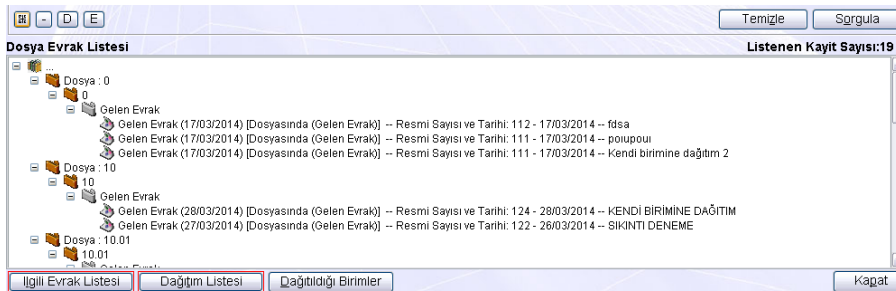 - D E Temizle Sorgula
Dosya Evrak Listesi Listenen Kayit Sayısı:19
...
Dosya : 0
0
Gelen Evrak
Gelen Evrak (17/03/2014) [Dosyasında (Gelen Evrak)] -- Resmi Sayısı ve Tarihi: 112 - 17/03/2014 -- fdsa
Gelen Evrak (17/03/2014) [Dosyasında (Gelen Evrak)] -- Resmi Sayısı ve Tarihi: 111 - 17/03/2014 -- poıupouı
Gelen Evrak (17/03/2014) [Dosyasında (Gelen Evrak)] -- Resmi Sayısı ve Tarihi: 111 - 17/03/2014 -- Kendi birimine dağıtım 2
Dosya : 10
10
Gelen Evrak
Gelen Evrak (28/03/2014) [Dosyasında (Gelen Evrak)] -- Resmi Sayısı ve Tarihi: 124 - 28/03/2014 -- KENDİ BİRİMİNE DAĞITIM
Gelen Evrak (27/03/2014) [Dosyasında (Gelen Evrak)] -- Resmi Sayısı ve Tarihi: 122 - 26/03/2014 -- SIKINTI DENEME
Dosya : 10.01
10.01
İlgili Evrak Listesi Dağıtım Listesi Dağıtıldığı Birimler Kapat